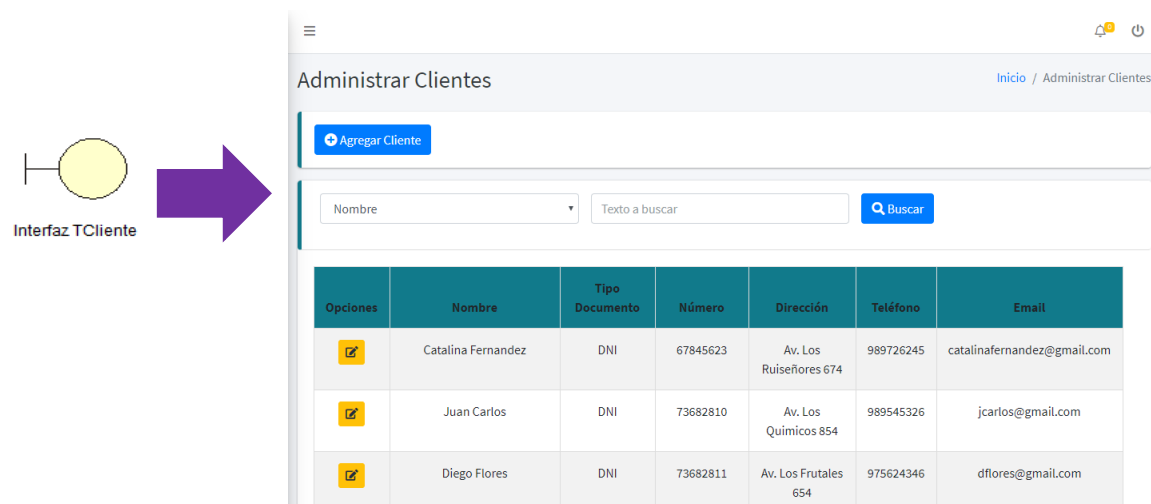 0
Administrar Clientes
Inicio / Administrar Clientes
Agregar Cliente
Interfaz TCliente
Nombre
Texto a buscar
Buscar
Opciones Nombre Tipo Documento Número Dirección Teléfono Email
Catalina Fernandez DNI 67845623 Av. Los Ruiseñores 674 989726245 catalinafernandez@gmail.com
Juan Carlos DNI 73682810 Av. Los Quimicos 854 989545326 jcarlos@gmail.com
Diego Flores DNI 73682811 Av. Los Frutales 654 975624346 dflores@gmail.com